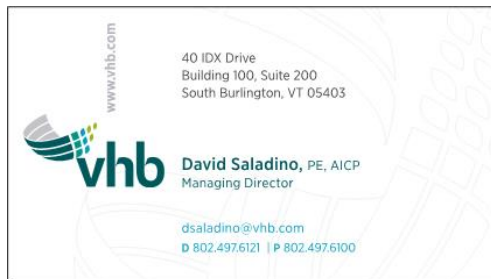 www.vhb.com
40 IDX Drive
Building 100, Suite 200
South Burlington, VT 05403
vhb
David Saladino, PE, AICP
Managing Director
dsaladino@vhb.com
D 802.497.6121 | P 802.497.6100